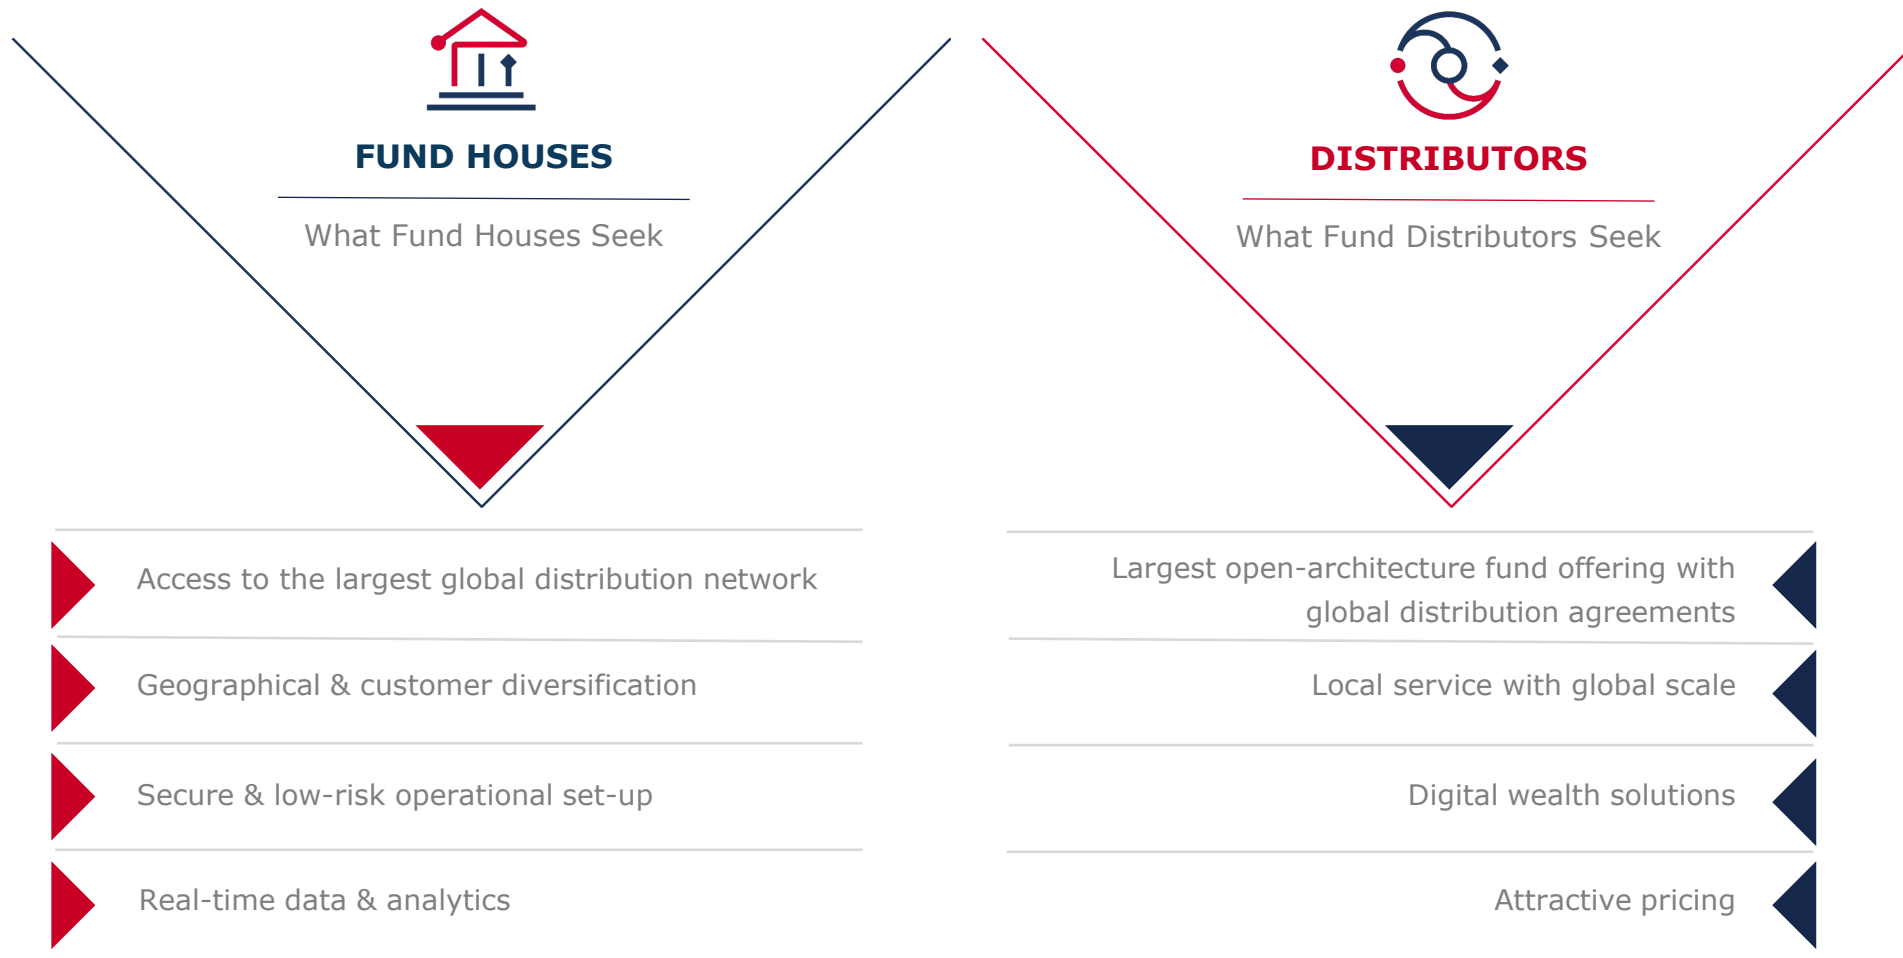 FUND HOUSES
What Fund Houses Seek
Access to the largest global distribution network
Geographical & customer diversification
Secure & low-risk operational set-up
Real-time data & analytics
DISTRIBUTORS
What Fund Distributors Seek
Largest open-architecture fund offering with
global distribution agreements
Local service with global scale
Digital wealth solutions
Attractive pricing